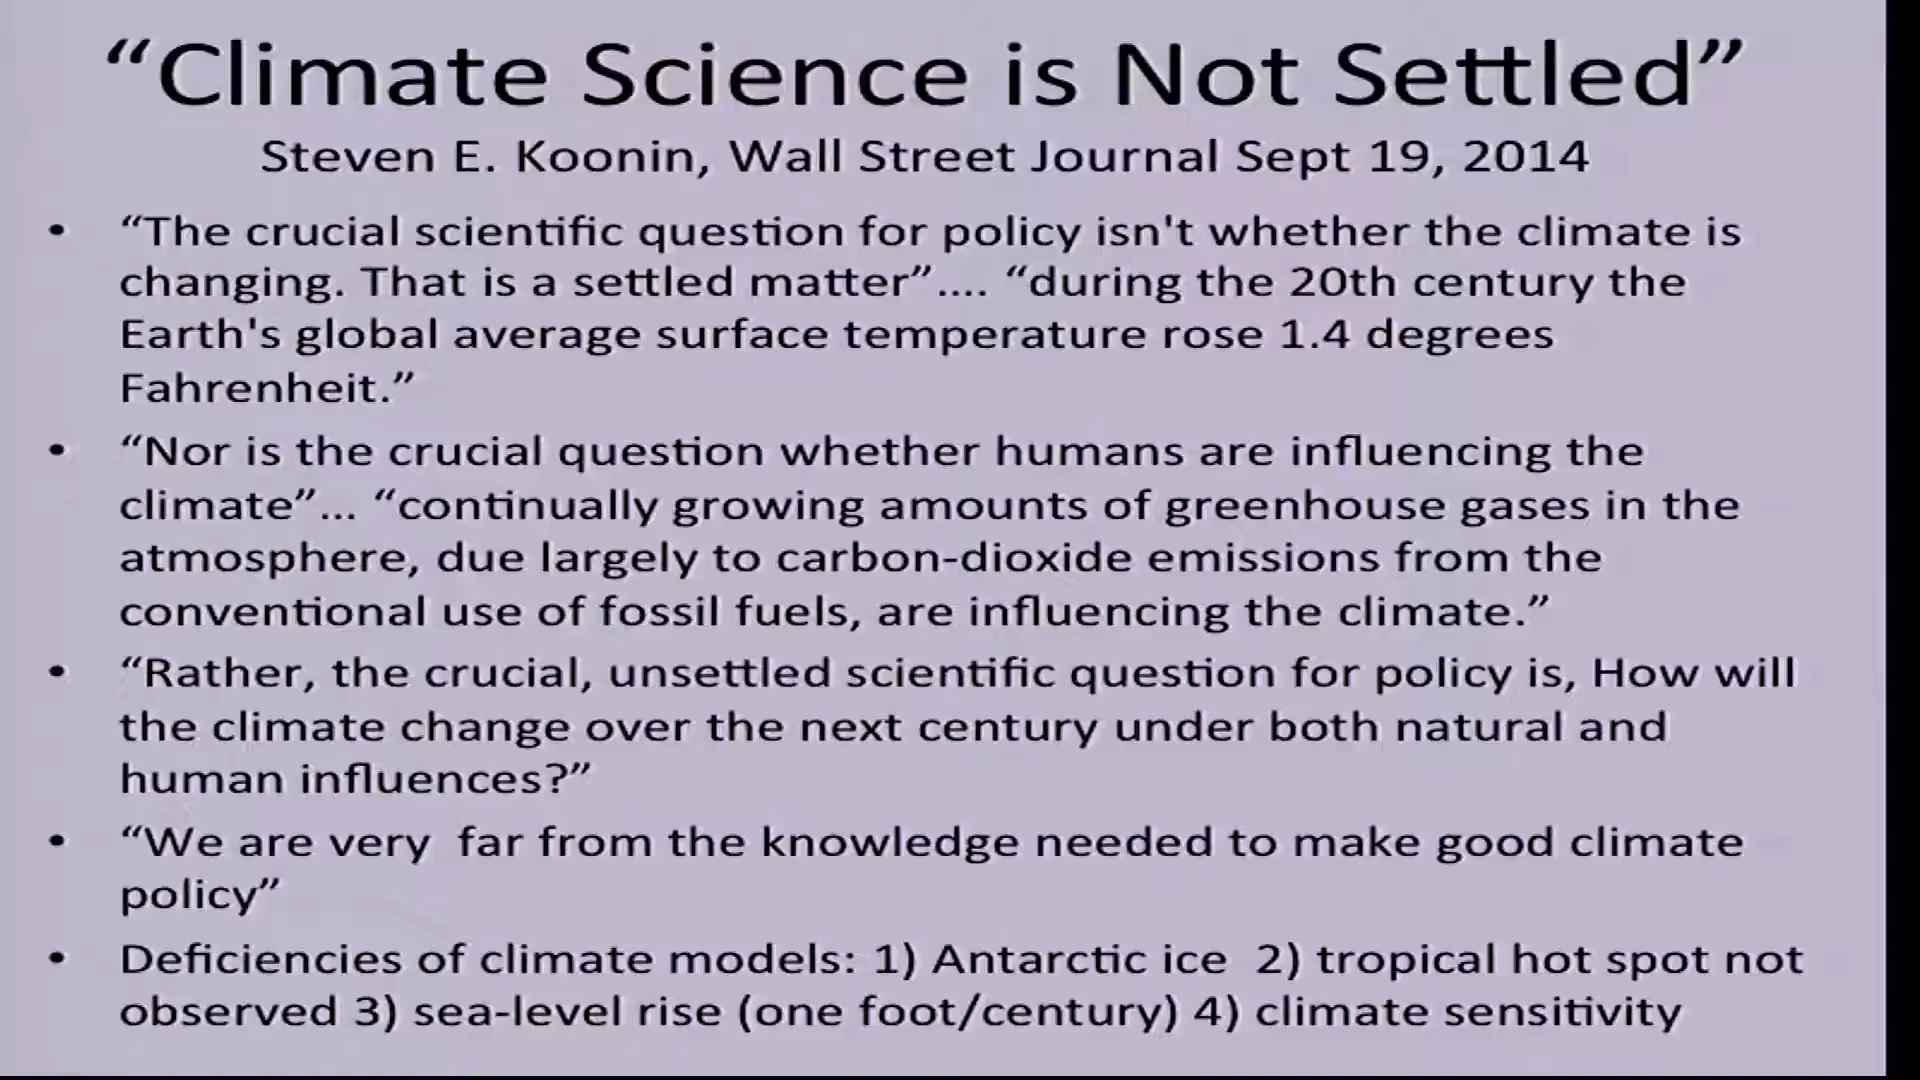 “Climate Science is Not Settled”
Steven E. Koonin, Wall Street Journal Sept 19, 2014
• “The crucial scientific question for policy isn't whether the climate is
changing. That is a settled matter”.... “during the 20th century the
Earth's global average surface temperature rose 1.4 degrees
Fahrenheit.”
• “Nor is the crucial question whether humans are influencing the
climate”... “continually growing amounts of greenhouse gases in the
atmosphere, due largely to carbon-dioxide emissions from the
conventional use of fossil fuels, are influencing the climate.”
• “Rather, the crucial, unsettled scientific question for policy is, How will
the climate change over the next century under both natural and
human influences?”
• “We are very  far from the knowledge needed to make good climate
policy”
• Deficiencies of climate models: 1) Antarctic ice  2) tropical hot spot not
observed 3) sea-level rise (one foot/century) 4) climate sensitivity